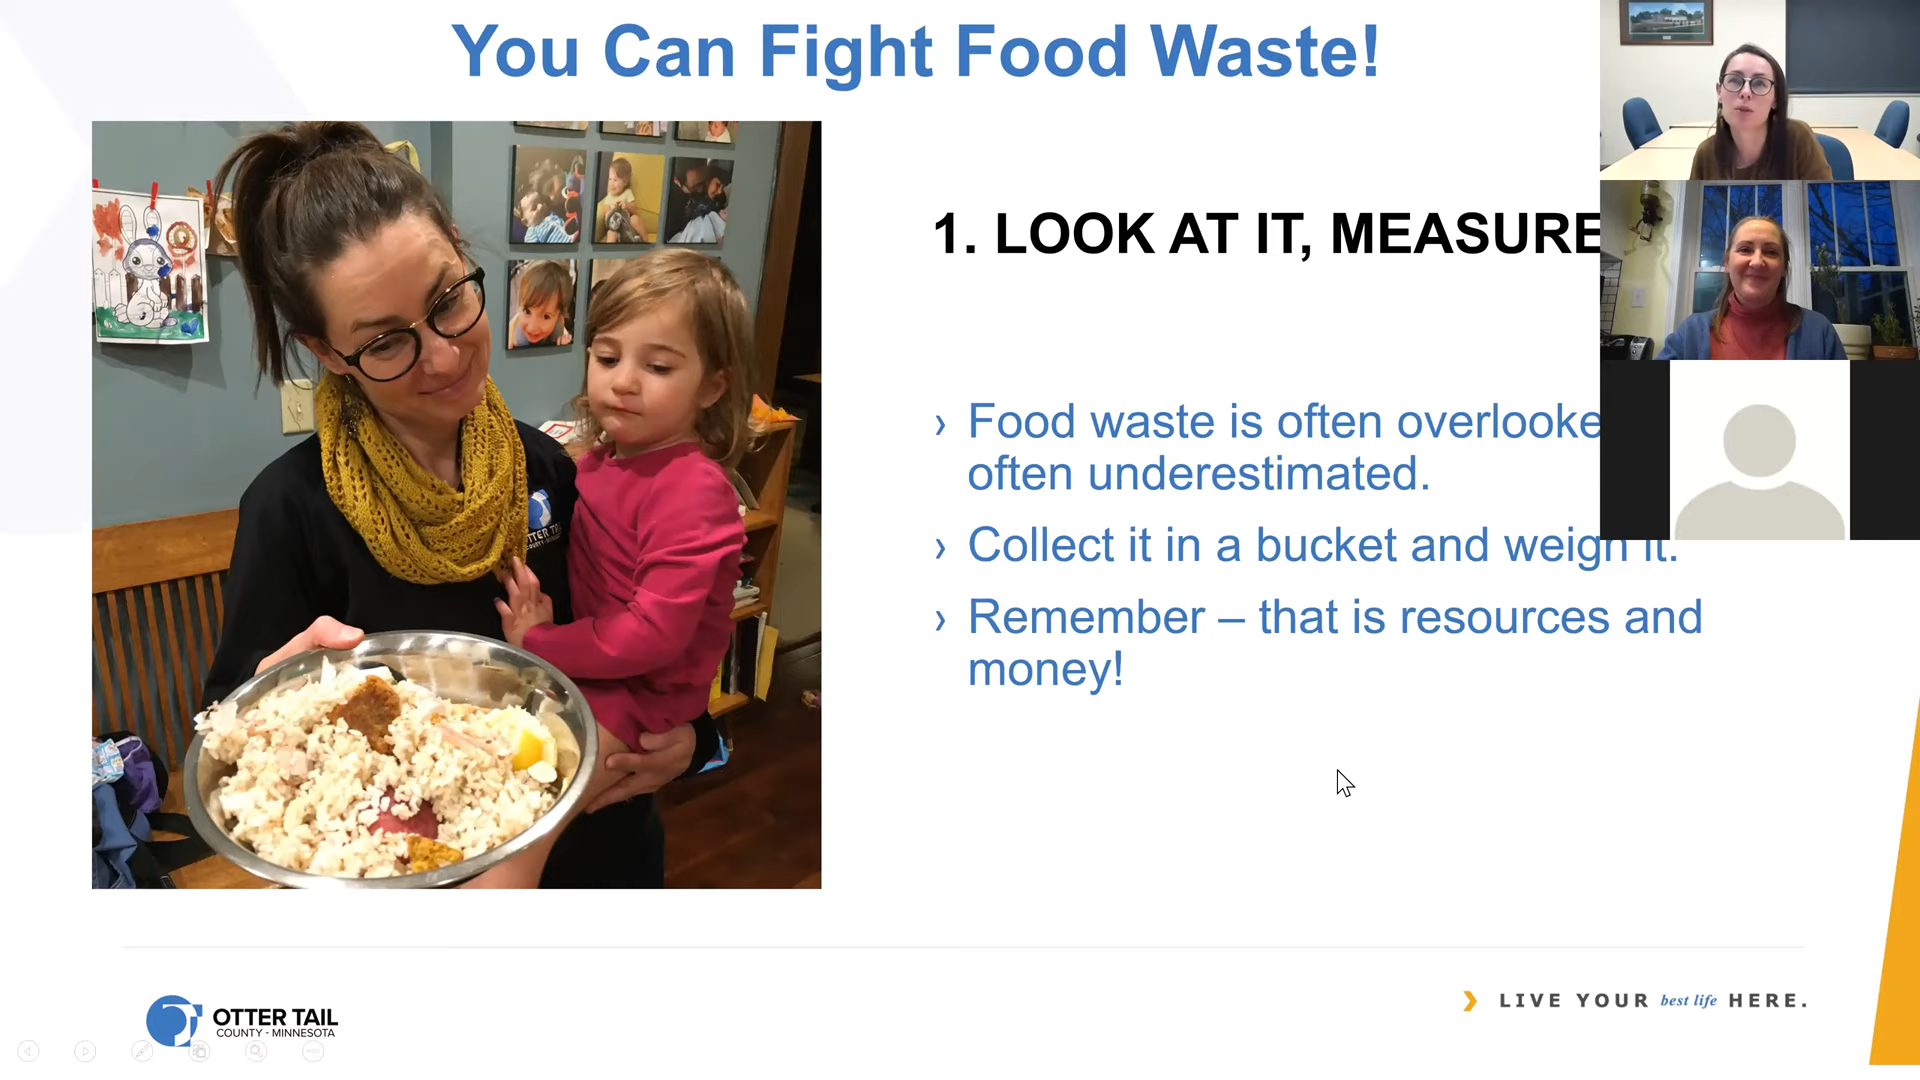 You Can Fight Food Waste!
1. LOOK AT IT, MEASURE
› Food waste is often overlooke
often underestimated.
› Collect it in a bucket and weigh it.
› Remember – that is resources and
money!
OTTER TAIL
COUNTY - MINNESOTA
LIVE YOUR best life HERE.